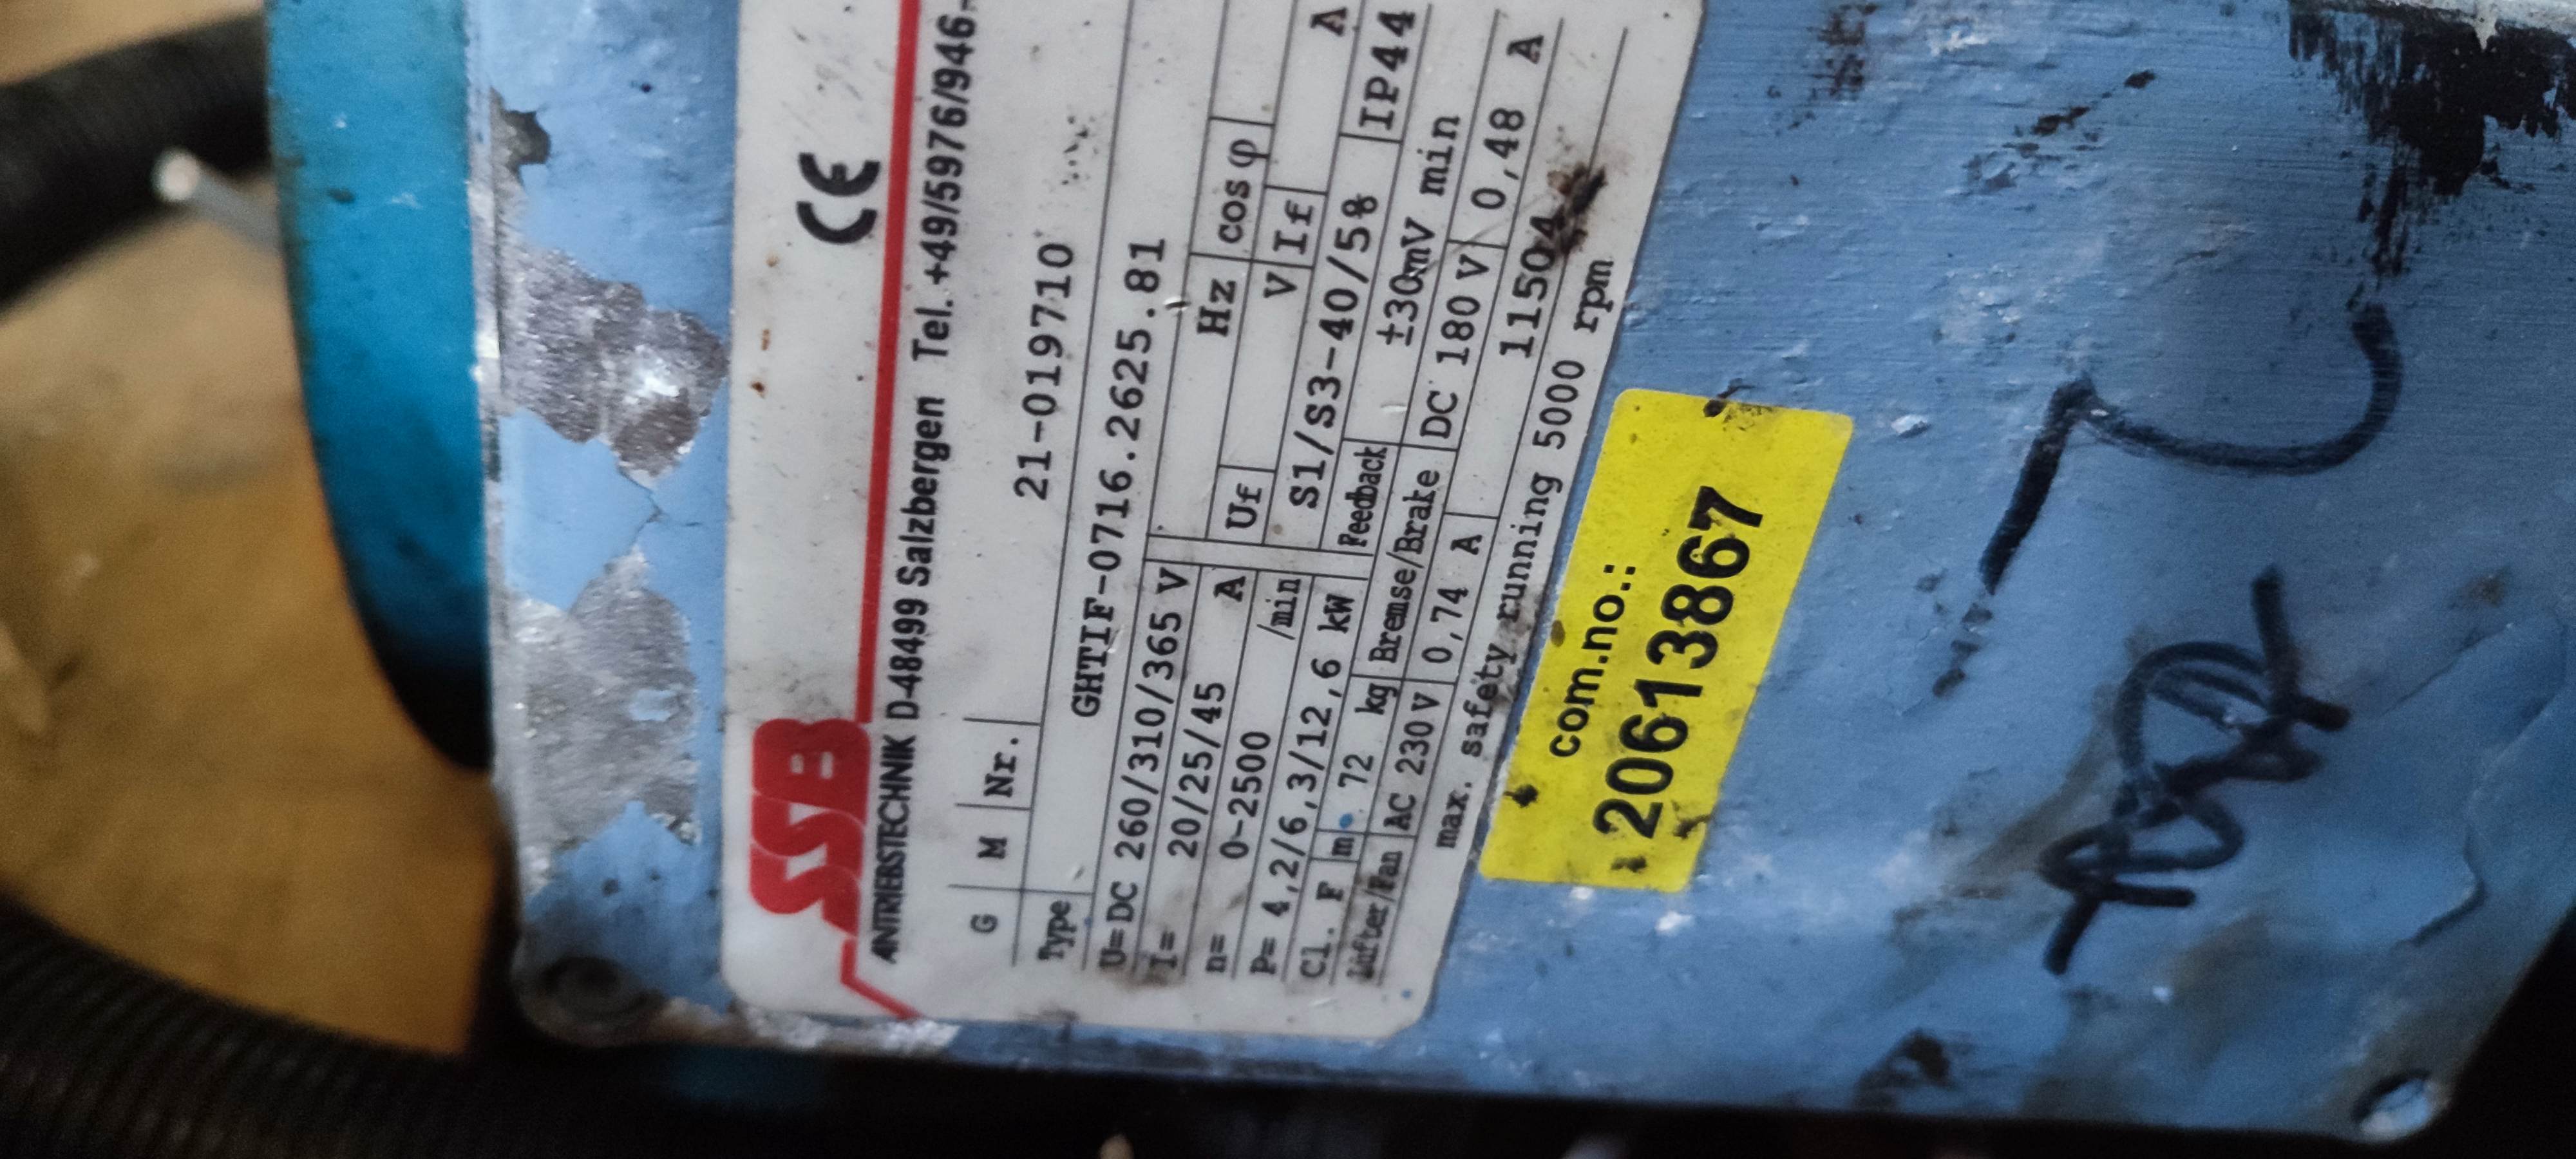 SSB
CE
ANTRIEBSTECHNIK D-48499 Salzbergen Tel. +49/5976/946-
G M Nr. 21-019710
Type GHTIF-0716.2625.81
U= DC 260/310/365 V
I= 20/25/45 A Hz cos φ
n= 0-2500 /min Uf V If A
P= 4,2/6,3/12,6 kW S1/S3-40/5% IP44
Cl. F m 72 kg Feedback ±30mV min
Lüfter/Fan AC 230 V 0,74 A Bremse/Brake DC 180 V 0,48 A
11504
max. safety running 5000 rpm
com.no.:
20613867